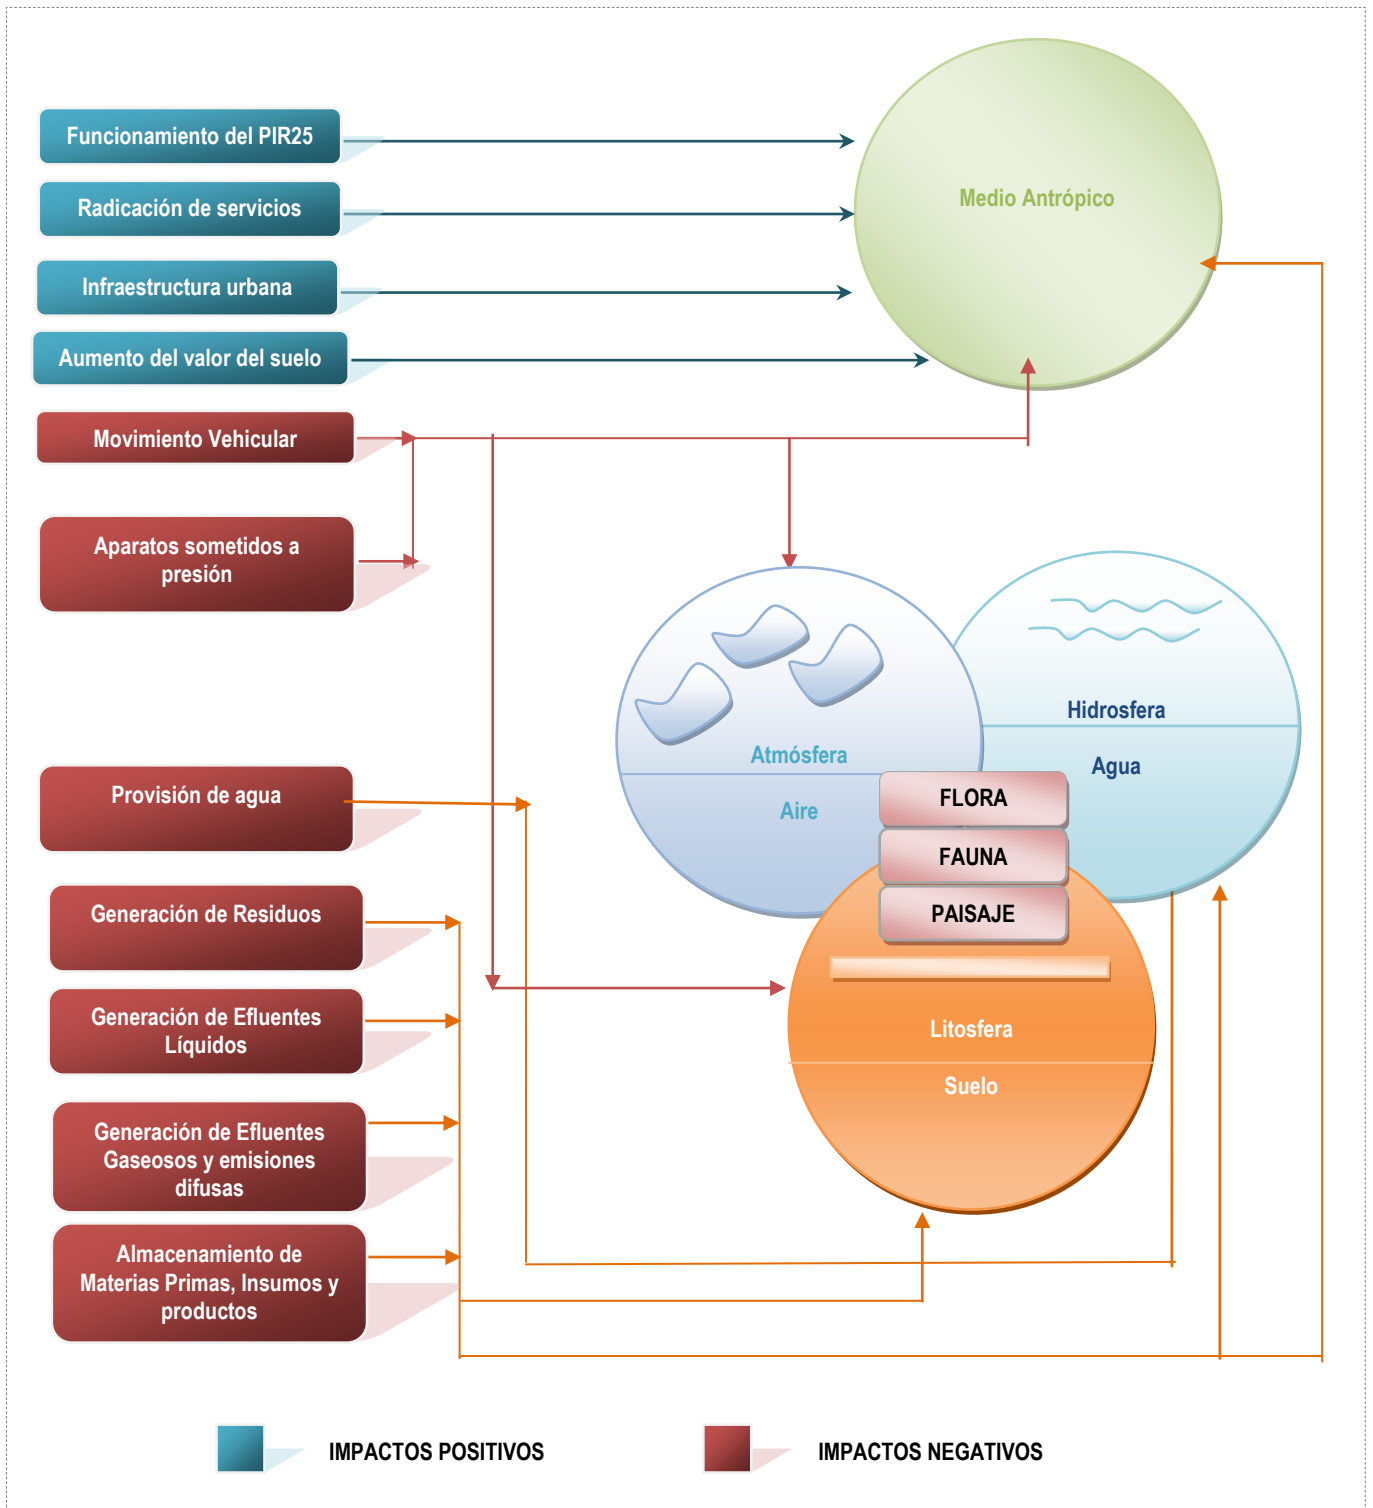 Funcionamiento del PIR25
Radicación de servicios
Infraestructura urbana
Aumento del valor del suelo
Medio Antrópico
Movimiento Vehicular
Aparatos sometidos a
presión
Hidrosfera
Agua
Atmósfera
Aire
FLORA
FAUNA
PAISAJE
Litosfera
Suelo
Provisión de agua
Generación de Residuos
Generación de Efluentes
Líquidos
Generación de Efluentes
Gaseosos y emisiones
difusas
Almacenamiento de
Materias Primas, Insumos y
productos
IMPACTOS POSITIVOS
IMPACTOS NEGATIVOS